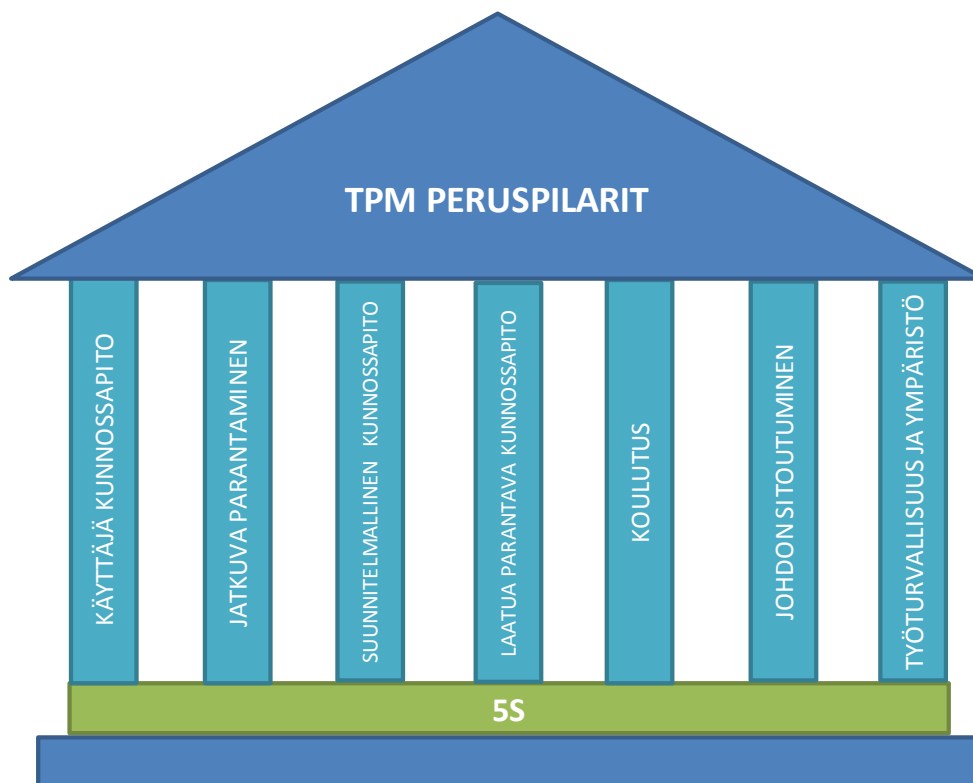 TPM PERUSPILARIT
KÄYTTÄJÄ KUNNOSSAPITO
JATKUVA PARANTAMINEN
SUUNNITELMALLINEN KUNNOSSAPITO
LAATUA PARANTAVA KUNNOSSAPITO
KOULUTUS
JOHDON SITOUTUMINEN
TYÖTURVALLISUUS JA YMPÄRISTÖ
5S